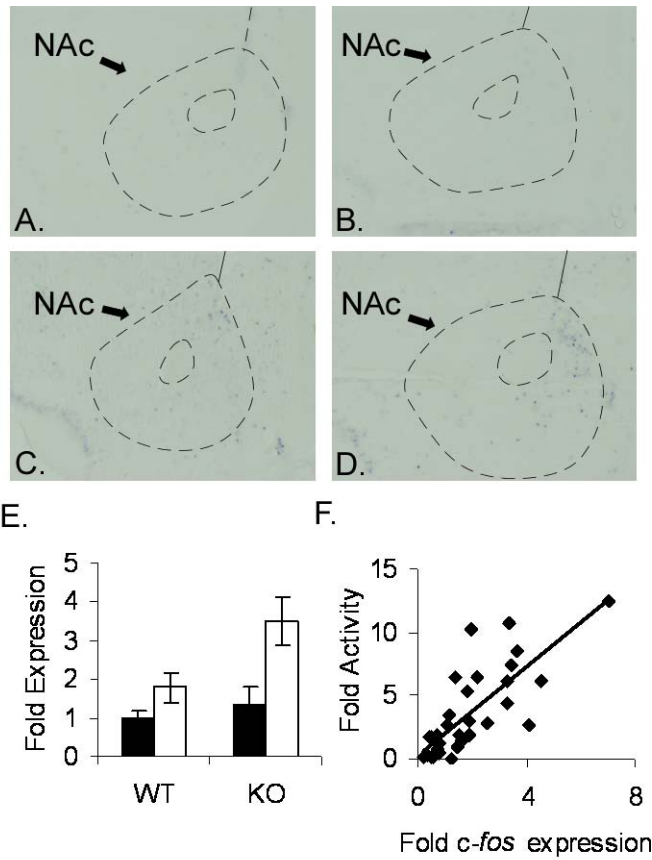 NAc
A.
NAc
B.
NAc
C.
NAc
D.
E.
Fold Expression
5
4
3
2
1
0
WT
KO
F.
Fold Activity
15
10
5
0
0
4
8
Fold c-fos expression